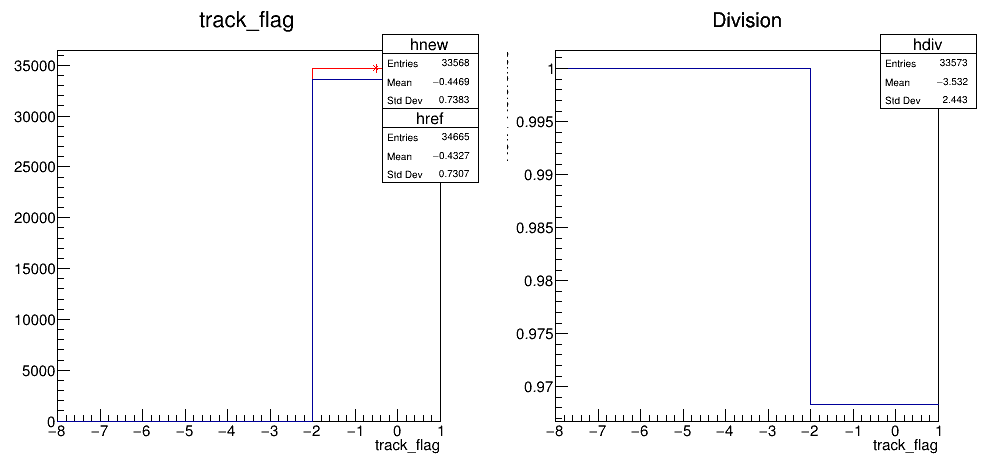 track_flag
hnew
Entries 33568
Mean −0.4469
Std Dev 0.7383
href
Entries 34665
Mean −0.4327
Std Dev 0.7307
35000
30000
25000
20000
15000
10000
5000
0
−8 −7 −6 −5 −4 −3 −2 −1 0 1
track_flag
Division
hdiv
Entries 33573
Mean −3.532
Std Dev 2.443
1
0.995
0.99
0.985
0.98
0.975
0.97
−8 −7 −6 −5 −4 −3 −2 −1 0 1
track_flag